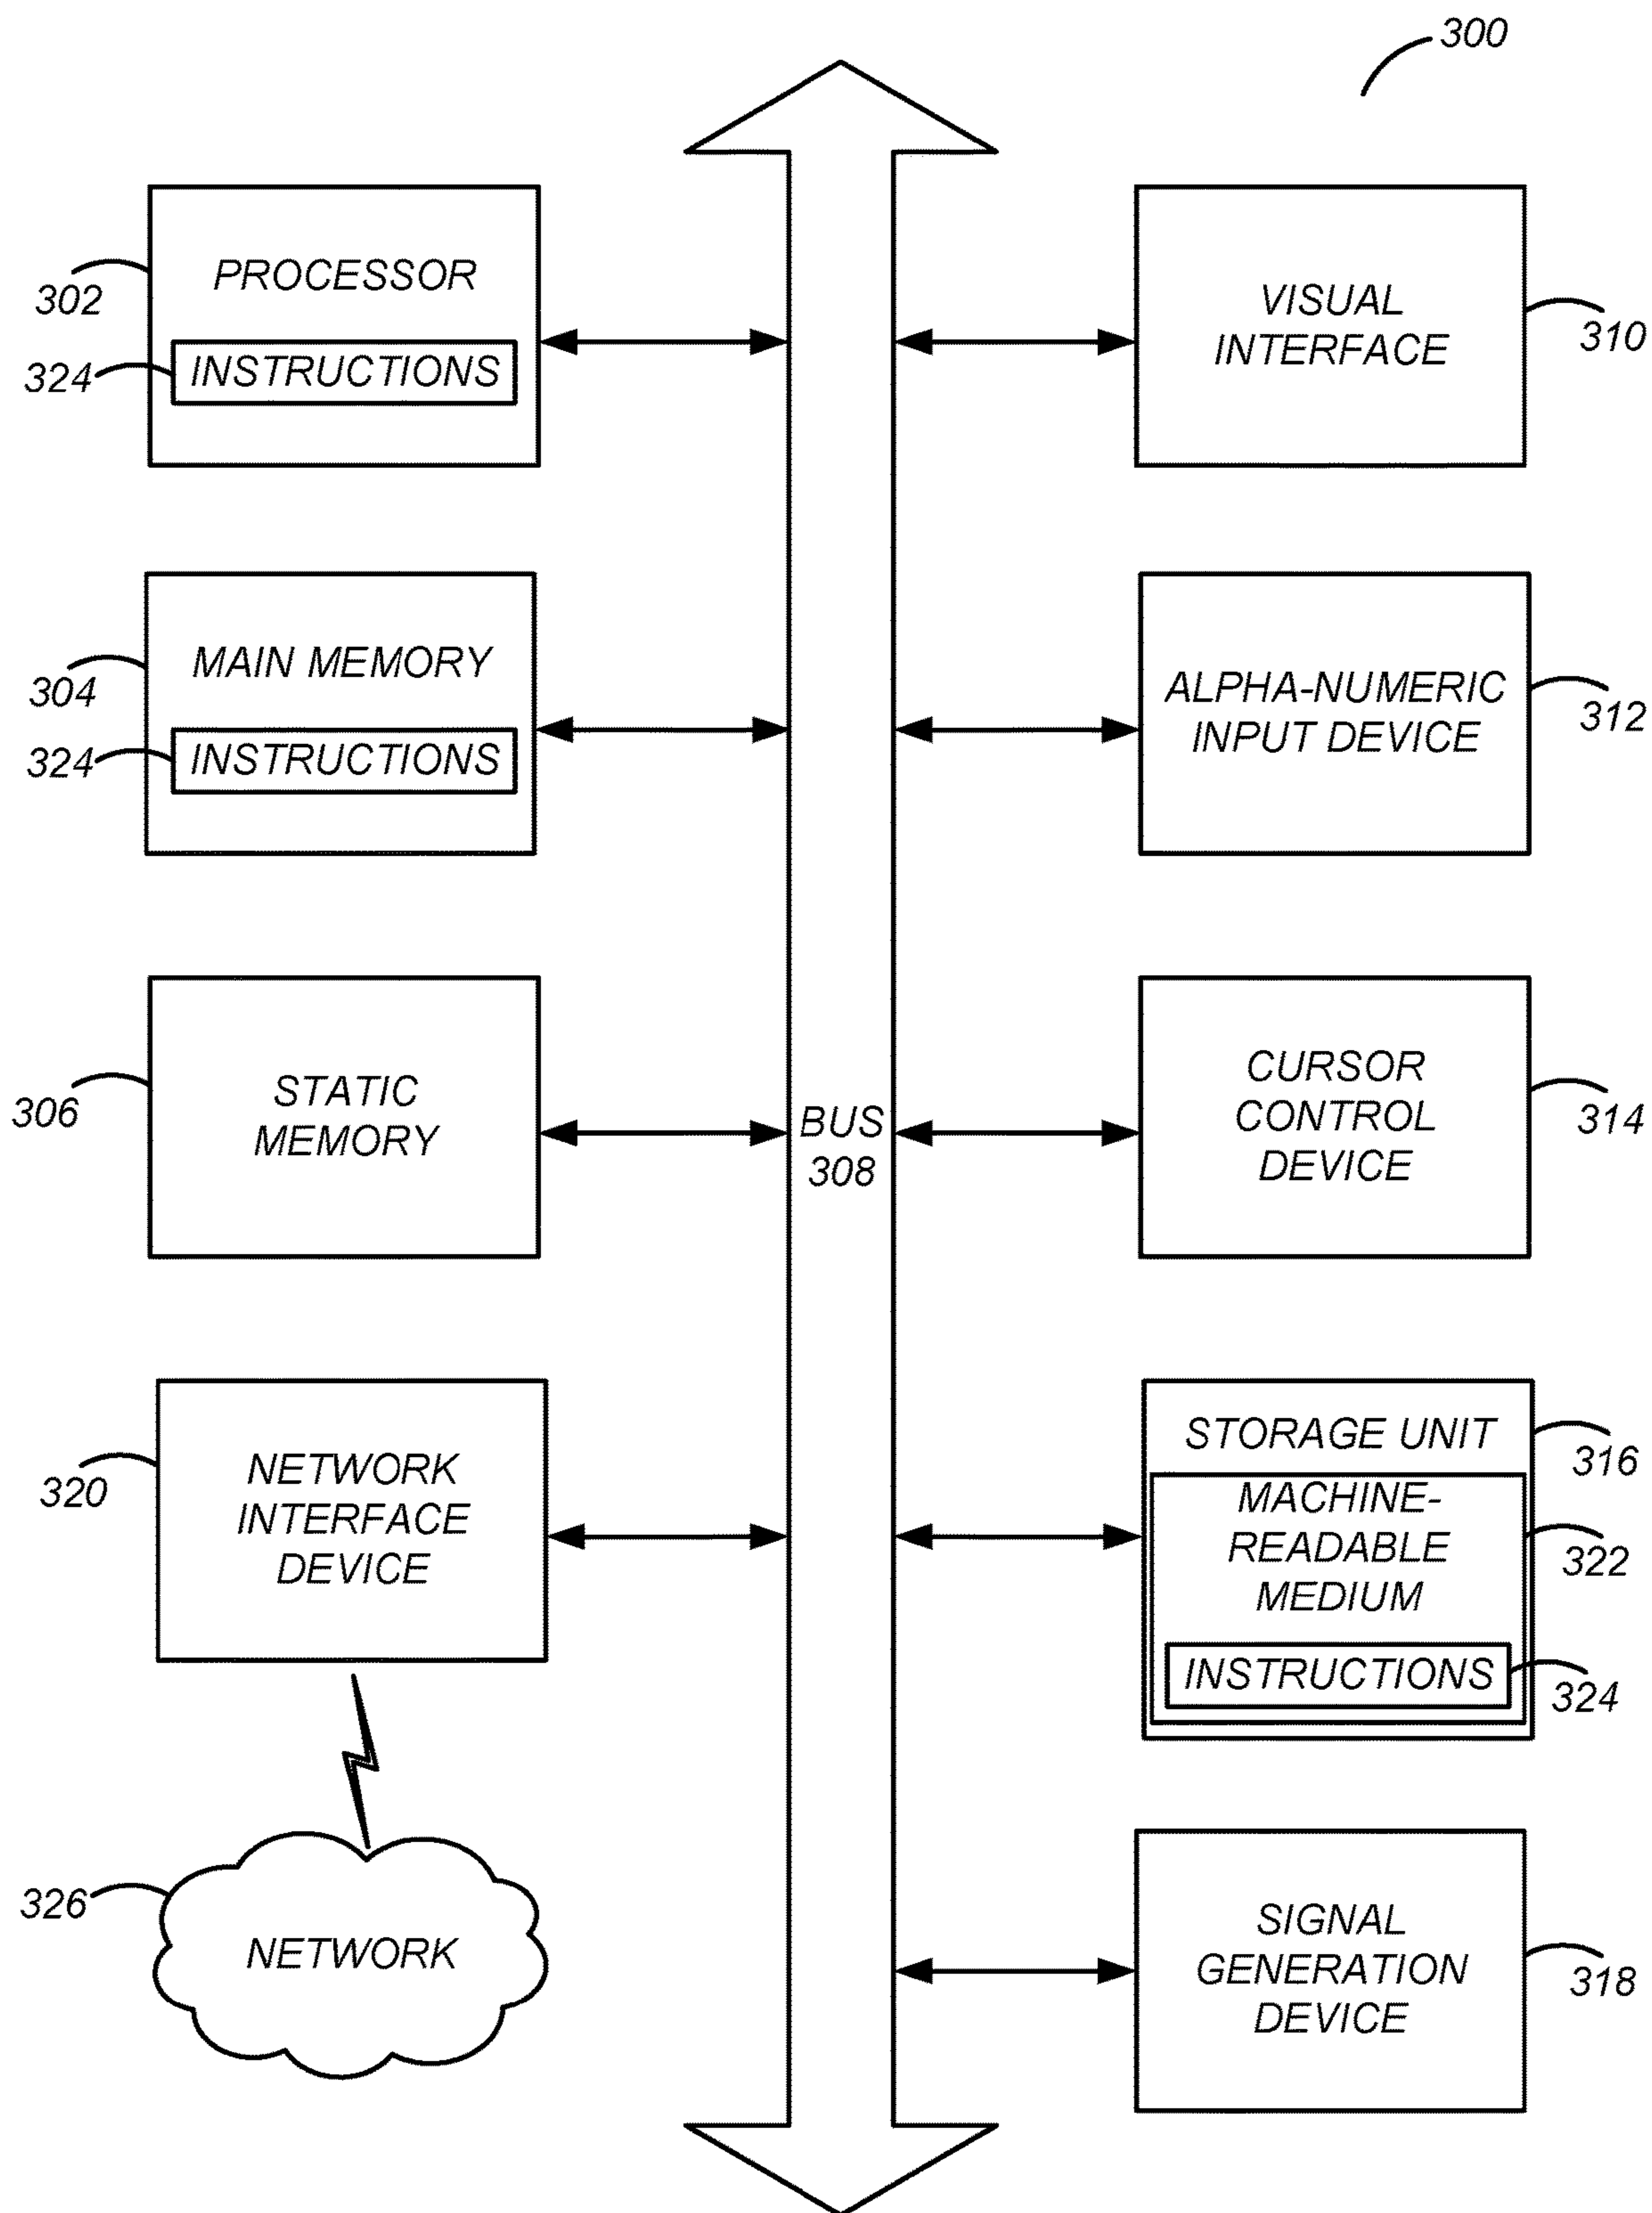 300
PROCESSOR
302
324
INSTRUCTIONS
VISUAL
INTERFACE
310
MAIN MEMORY
304
324
INSTRUCTIONS
ALPHA-NUMERIC
INPUT DEVICE
312
STATIC
MEMORY
306
BUS
308
CURSOR
CONTROL
DEVICE
314
NETWORK
INTERFACE
DEVICE
320
STORAGE UNIT
316
MACHINE-
READABLE
MEDIUM
322
INSTRUCTIONS
324
326
NETWORK
SIGNAL
GENERATION
DEVICE
318